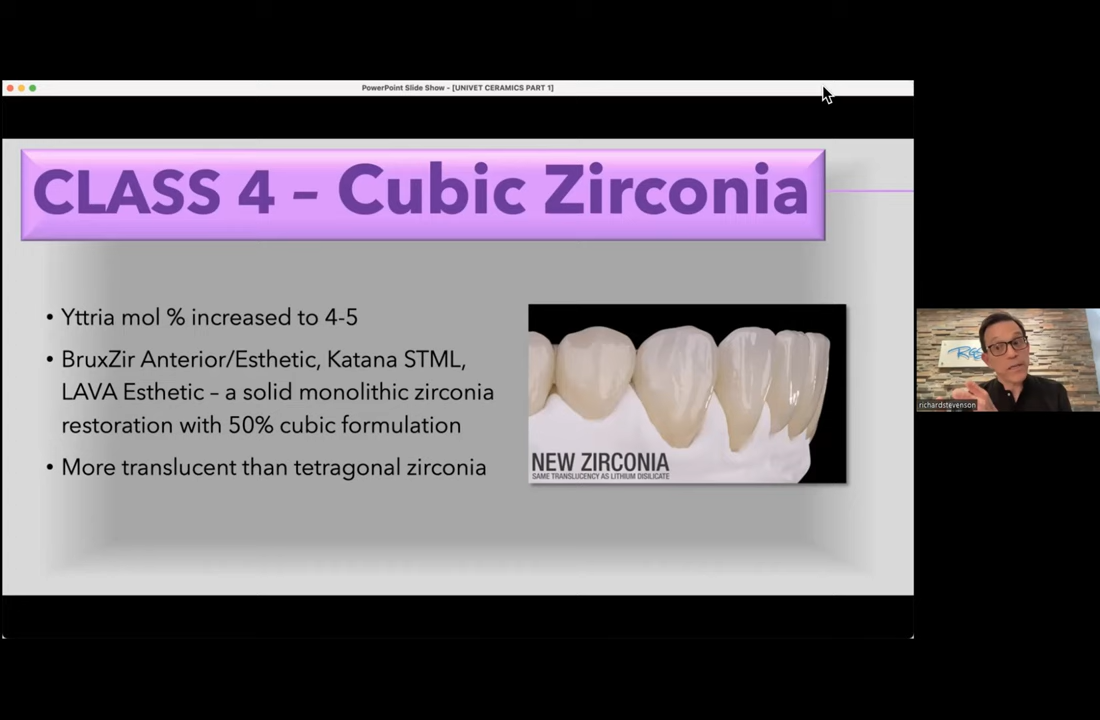 PowerPoint Slide Show - [UNIVET CERAMICS PART 1]
CLASS 4 – Cubic Zirconia
• Yttria mol % increased to 4-5
• BruxZir Anterior/Esthetic, Katana STML,
LAVA Esthetic – a solid monolithic zirconia
restoration with 50% cubic formulation
• More translucent than tetragonal zirconia
NEW ZIRCONIA
SAME TRANSLUCENCY AS LITHIUM DISILICATE
richardstevenson